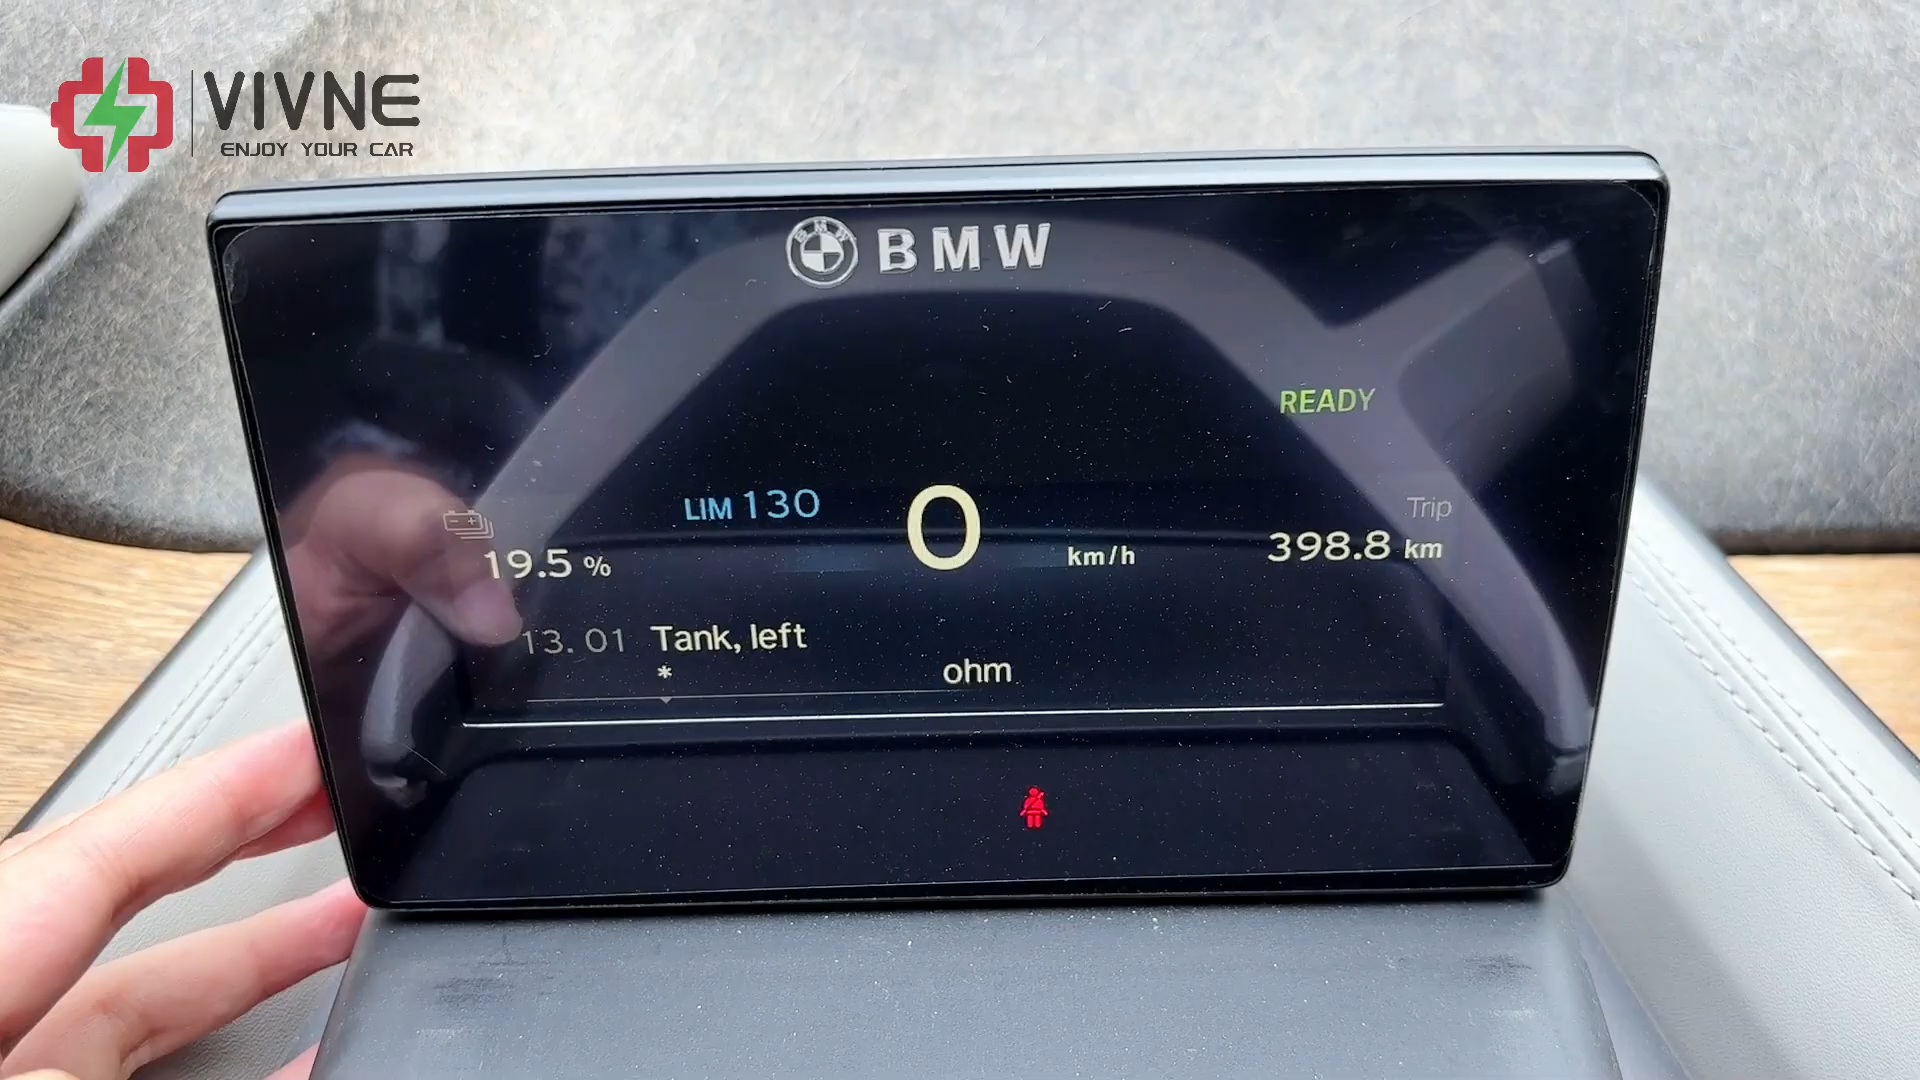 VIVNE
ENJOY YOUR CAR
BMW
BMW
READY
LIM 130
0
km/h
Trip
398.8 km
19.5 %
13. 01 Tank, left
* ohm